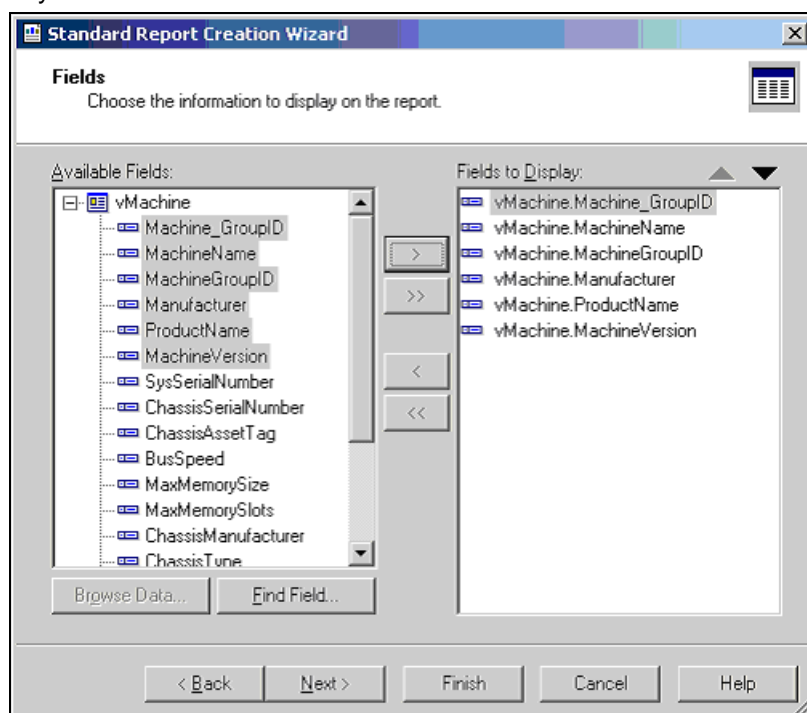 Standard Report Creation Wizard
Fields
Choose the information to display on the report.
Available Fields:
vMachine
Machine_GroupID
MachineName
MachineGroupID
Manufacturer
ProductName
MachineVersion
SysSerialNumber
ChassisSerialNumber
ChassisAssetTag
BusSpeed
MaxMemorySize
MaxMemorySlots
ChassisManufacturer
ChassisType
Browse Data...
Find Field...
>
>>
<
<<
Fields to Display:
vMachine.Machine_GroupID
vMachine.MachineName
vMachine.MachineGroupID
vMachine.Manufacturer
vMachine.ProductName
vMachine.MachineVersion
< Back
Next >
Finish
Cancel
Help